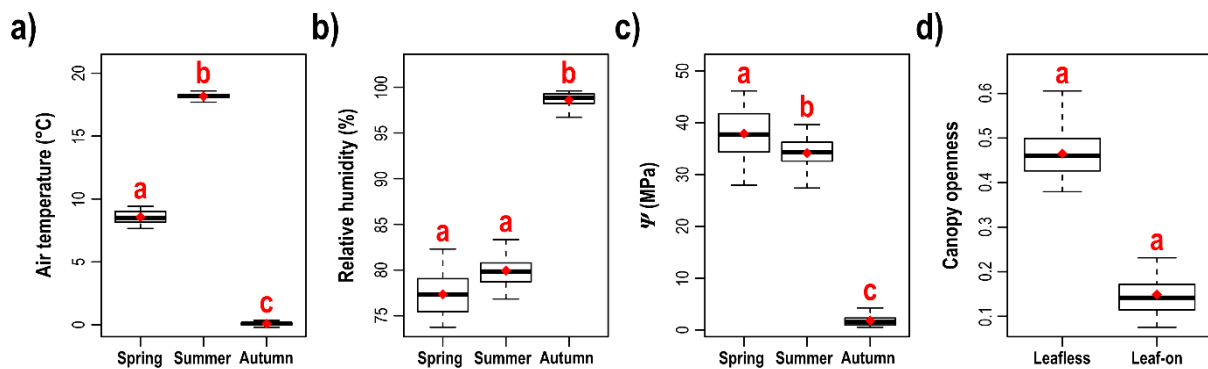 a)
Air temperature (°C)
20
15
10
5
0
a
b
c
Spring Summer Autumn
b)
Relative humidity (%)
100
95
90
85
80
75
a
a
b
Spring Summer Autumn
c)
Ψ (MPa)
50
40
30
20
10
0
a
b
c
Spring Summer Autumn
d)
Canopy openness
0.6
0.5
0.4
0.3
0.2
0.1
a
a
Leafless Leaf-on